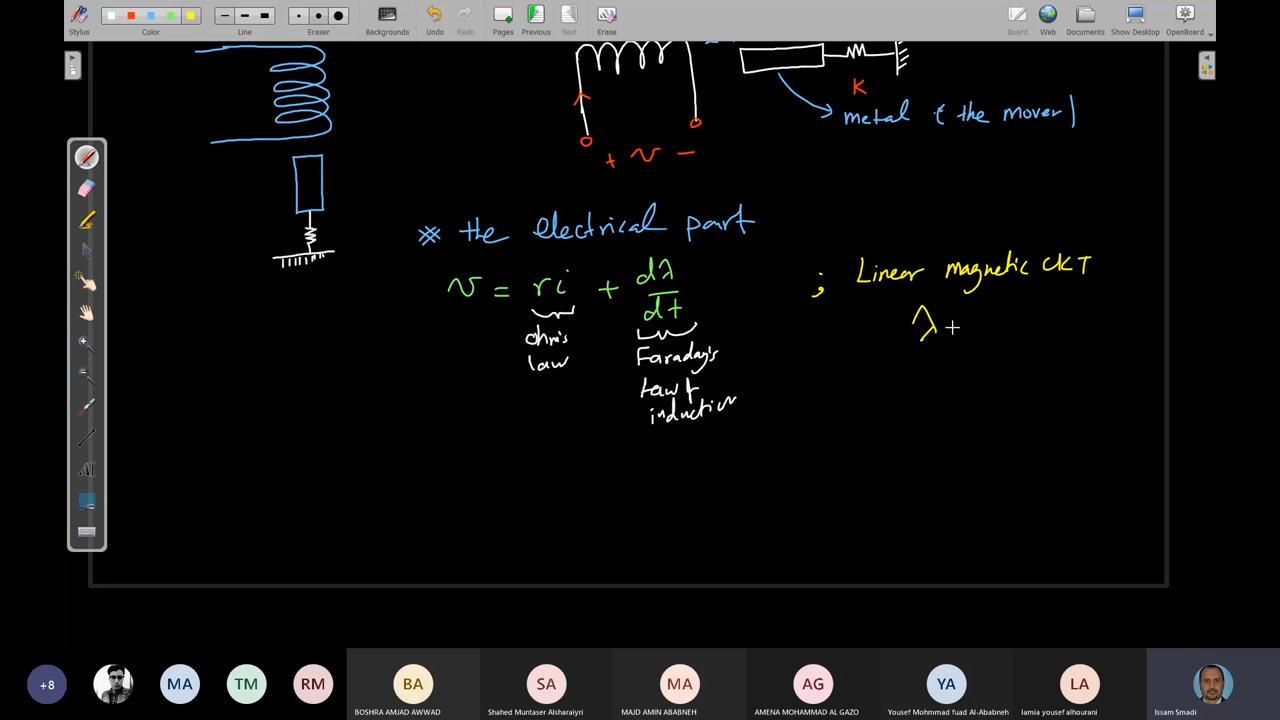 Stylus
Color
Line
Eraser
Backgrounds
Undo
Redo
Pages
Previous
Next
Erase
Board
Web
Documents
Show Desktop
OpenBoard
K
metal (the mover)
+ v −
※ the electrical part
v = ri + dλ/dt ; Linear magnetic CKT
λ
ohm's
law
Faraday's
Law of
induction
AI
+8
MA
TM
RM
BA
BOSHRA AMJAD AWWAD
SA
Shahed Muntaser Alsharaiyri
MA
MAJD AMIN ABABNEH
AG
AMENA MOHAMMAD AL GAZO
YA
Yousef Mohmmad fuad Al-Ababneh
LA
lamia yousef alhourani
Issam Smadi